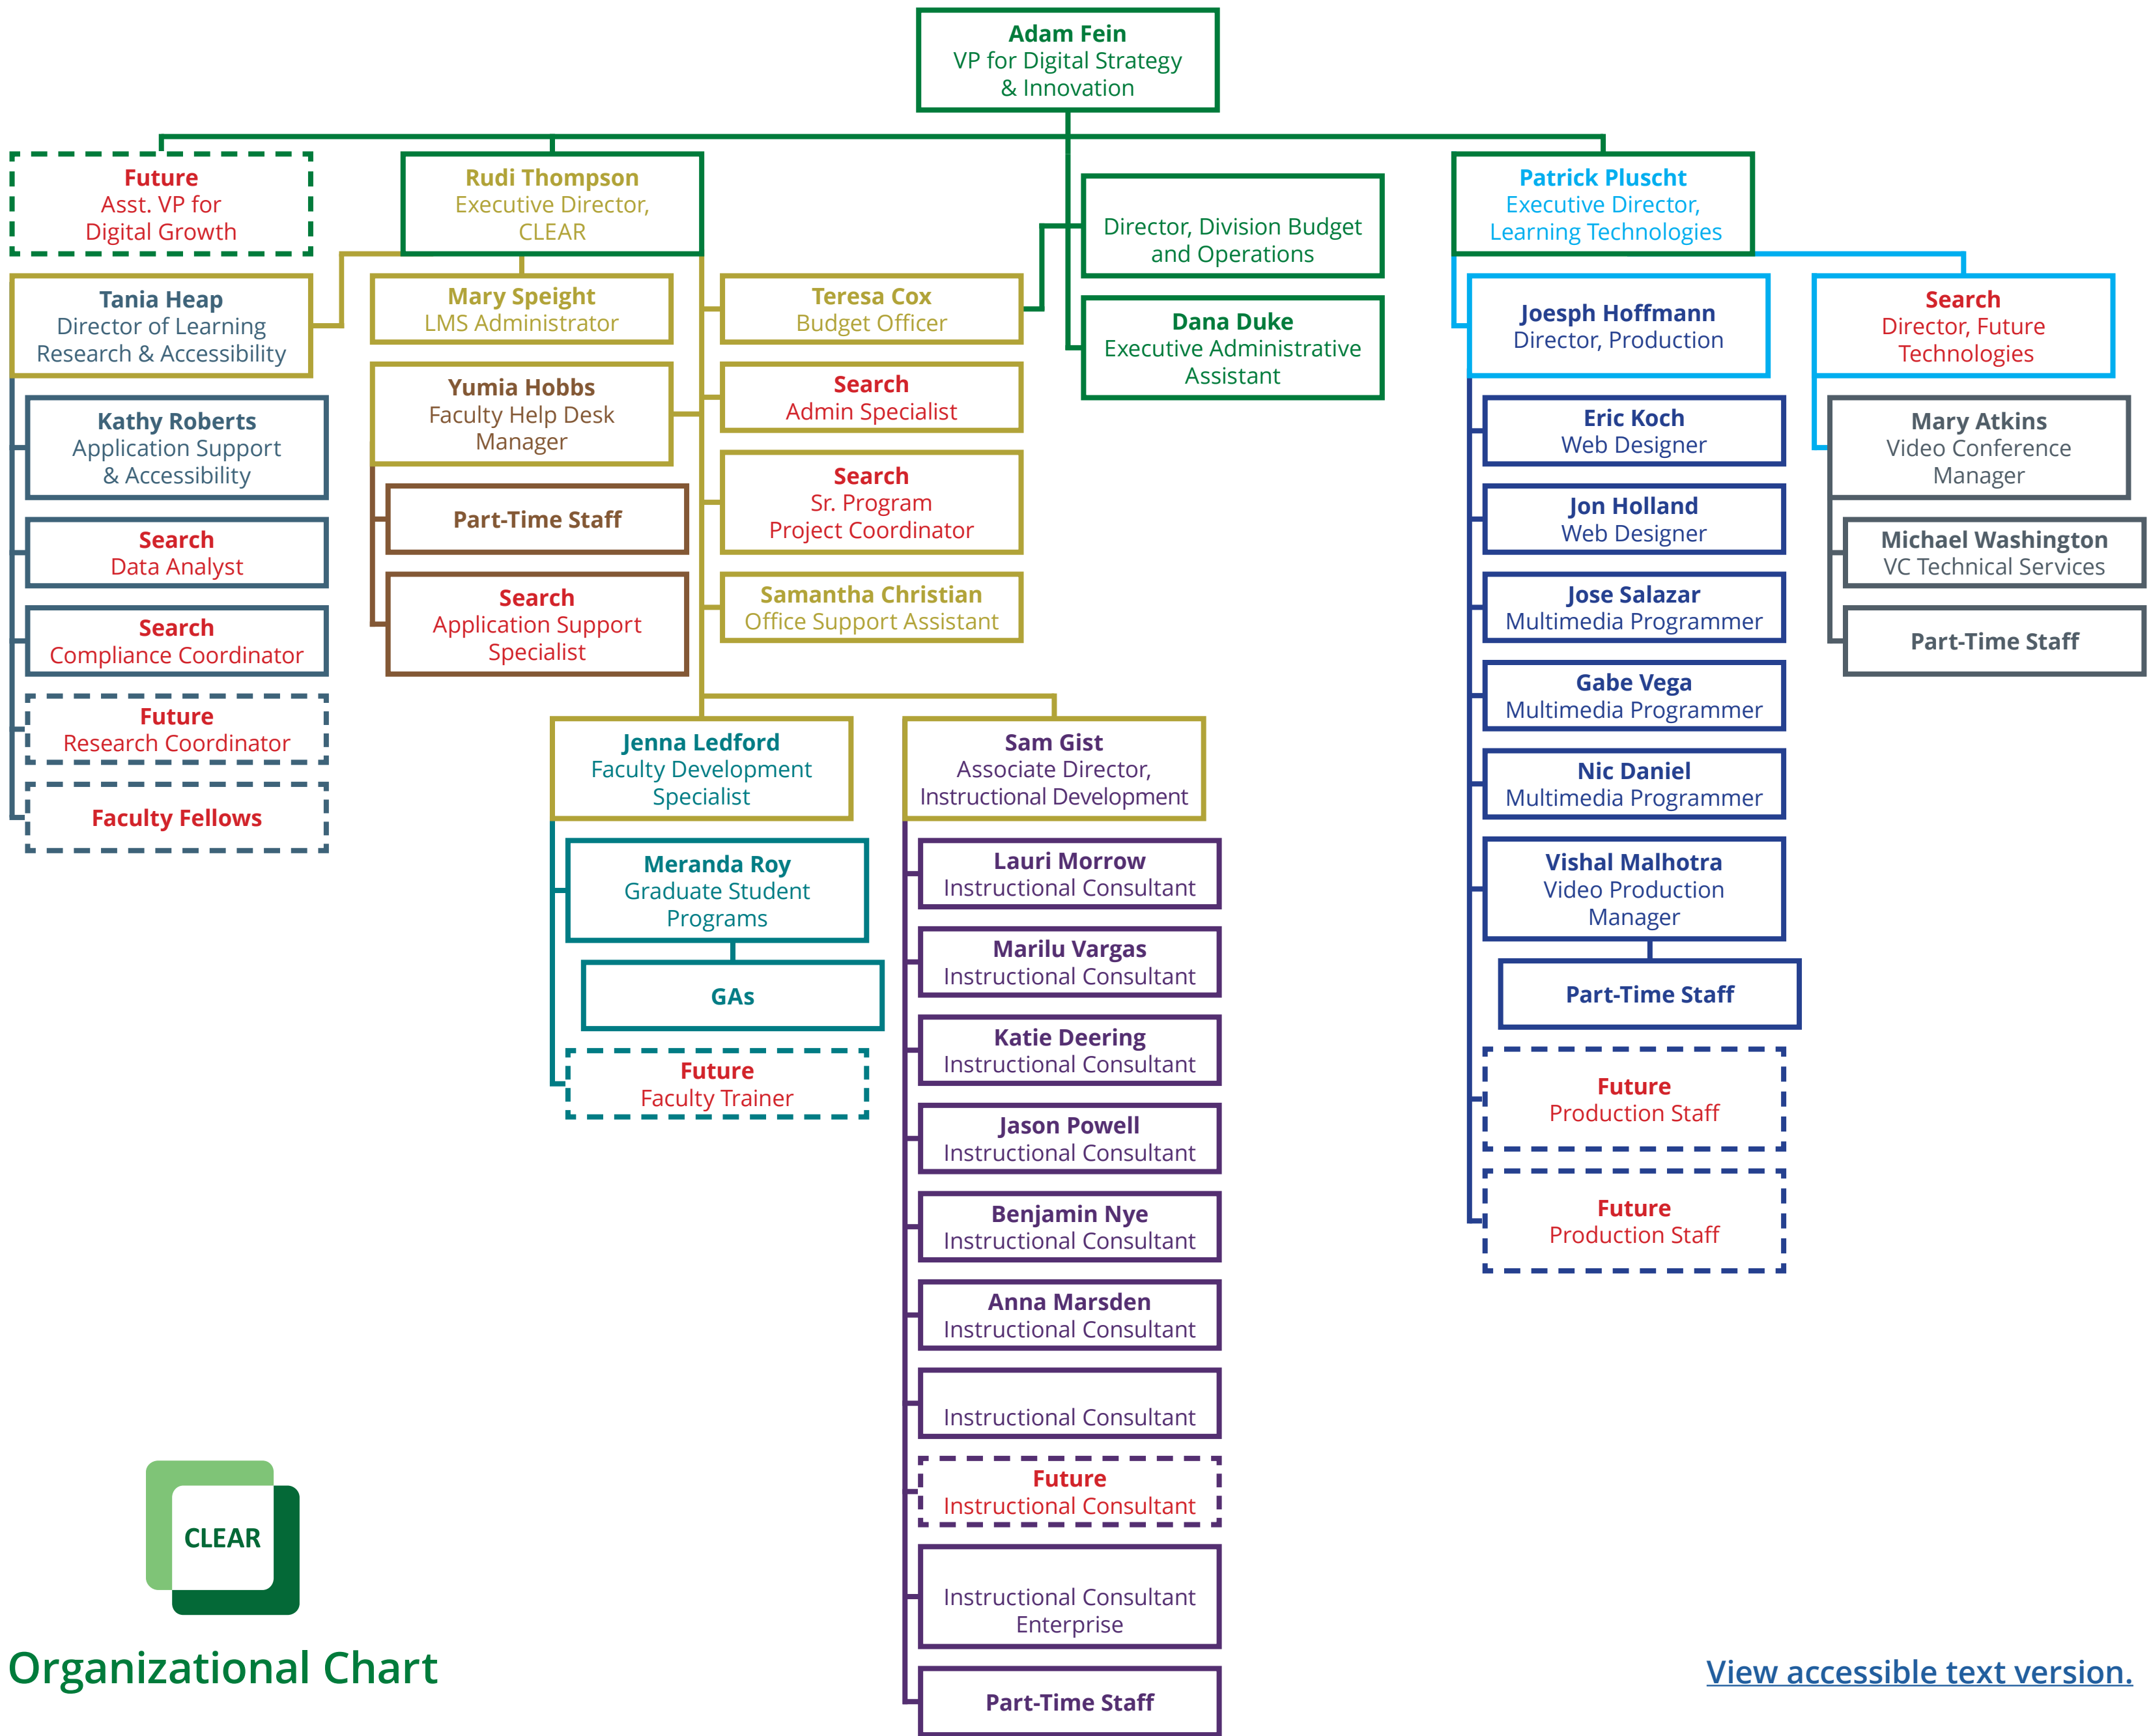 Adam Fein
VP for Digital Strategy
& Innovation
Future
Asst. VP for
Digital Growth
Rudi Thompson
Executive Director,
CLEAR
Director, Division Budget
and Operations
Dana Duke
Executive Administrative
Assistant
Patrick Pluscht
Executive Director,
Learning Technologies
Tania Heap
Director of Learning
Research & Accessibility
Kathy Roberts
Application Support
& Accessibility
Search
Data Analyst
Search
Compliance Coordinator
Future
Research Coordinator
Faculty Fellows
Mary Speight
LMS Administrator
Yumia Hobbs
Faculty Help Desk
Manager
Part-Time Staff
Search
Application Support
Specialist
Teresa Cox
Budget Officer
Search
Admin Specialist
Search
Sr. Program
Project Coordinator
Samantha Christian
Office Support Assistant
Jenna Ledford
Faculty Development
Specialist
Meranda Roy
Graduate Student
Programs
GAs
Future
Faculty Trainer
Sam Gist
Associate Director,
Instructional Development
Lauri Morrow
Instructional Consultant
Marilu Vargas
Instructional Consultant
Katie Deering
Instructional Consultant
Jason Powell
Instructional Consultant
Benjamin Nye
Instructional Consultant
Anna Marsden
Instructional Consultant
Instructional Consultant
Future
Instructional Consultant
Instructional Consultant
Enterprise
Part-Time Staff
Joesph Hoffmann
Director, Production
Eric Koch
Web Designer
Jon Holland
Web Designer
Jose Salazar
Multimedia Programmer
Gabe Vega
Multimedia Programmer
Nic Daniel
Multimedia Programmer
Vishal Malhotra
Video Production
Manager
Part-Time Staff
Future
Production Staff
Future
Production Staff
Search
Director, Future
Technologies
Mary Atkins
Video Conference
Manager
Michael Washington
VC Technical Services
Part-Time Staff
CLEAR
Organizational Chart
View accessible text version.